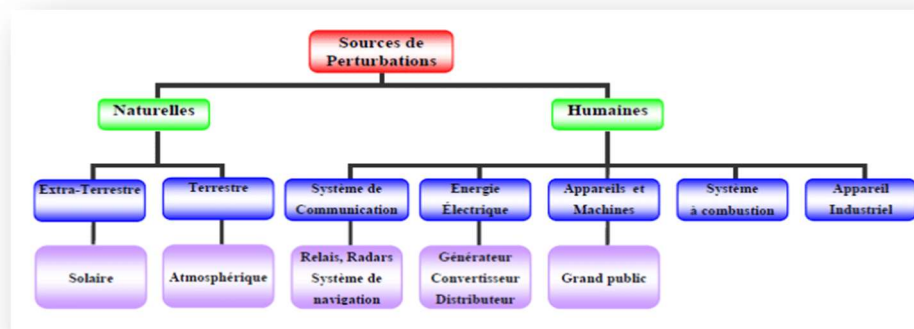 Sources de
Perturbations
Naturelles
Humaines
Extra-Terrestre
Terrestre
Système de
Communication
Energie
Électrique
Appareils et
Machines
Système
à combustion
Appareil
Industriel
Solaire
Atmosphérique
Relais, Radars
Système de
navigation
Générateur
Convertisseur
Distributeur
Grand public